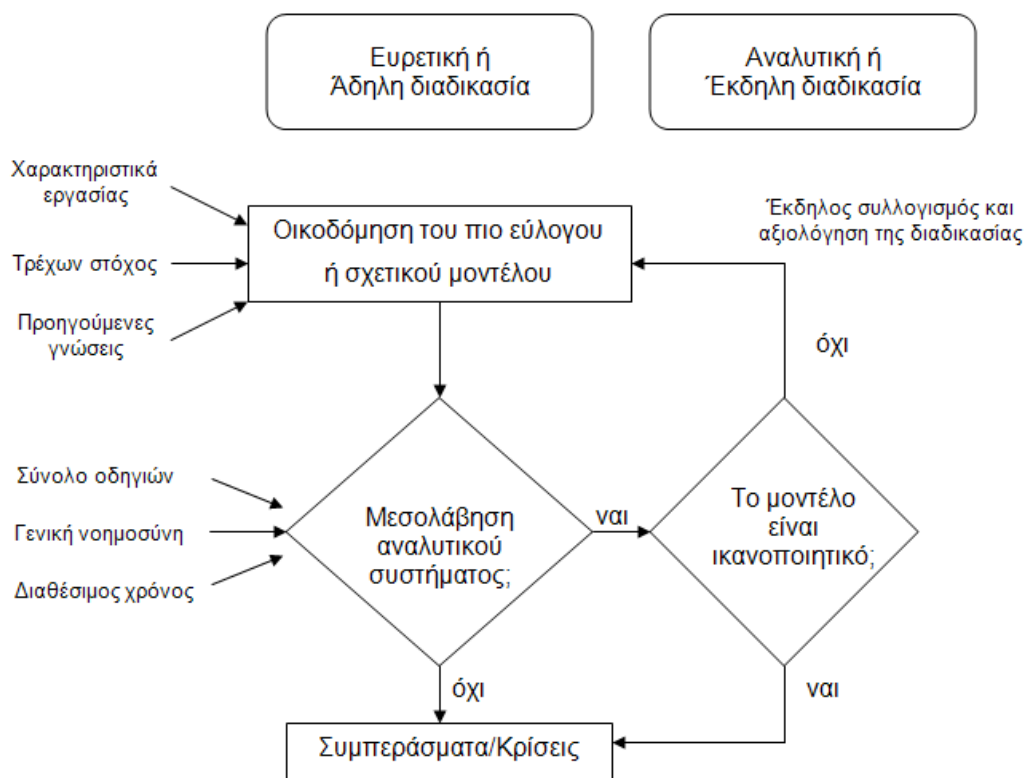 Ευρετική ή
Άδηλη διαδικασία
Αναλυτική ή
Έκδηλη διαδικασία
Χαρακτηριστικά
εργασίας
Τρέχων στόχος
Προηγούμενες
γνώσεις
Οικοδόμηση του πιο εύλογου
ή σχετικού μοντέλου
Έκδηλος συλλογισμός και
αξιολόγηση της διαδικασίας
όχι
Σύνολο οδηγιών
Γενική νοημοσύνη
Διαθέσιμος χρόνος
Μεσολάβηση
αναλυτικού
συστήματος;
ναι
Το μοντέλο
είναι
ικανοποιητικό;
όχι
ναι
Συμπεράσματα/Κρίσεις